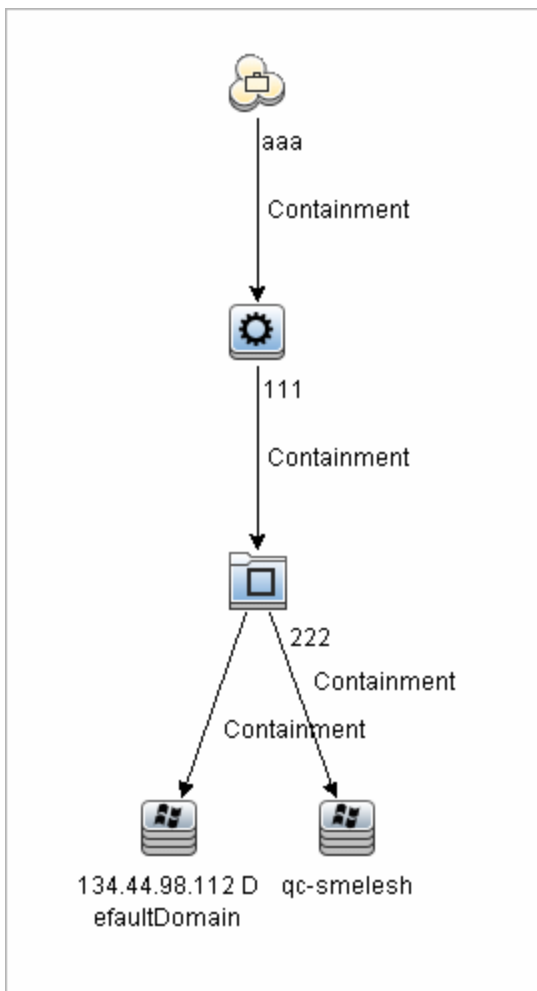 aaa
Containment
111
Containment
222
Containment
Containment
134.44.98.112 D
efaultDomain
qc-smelesh